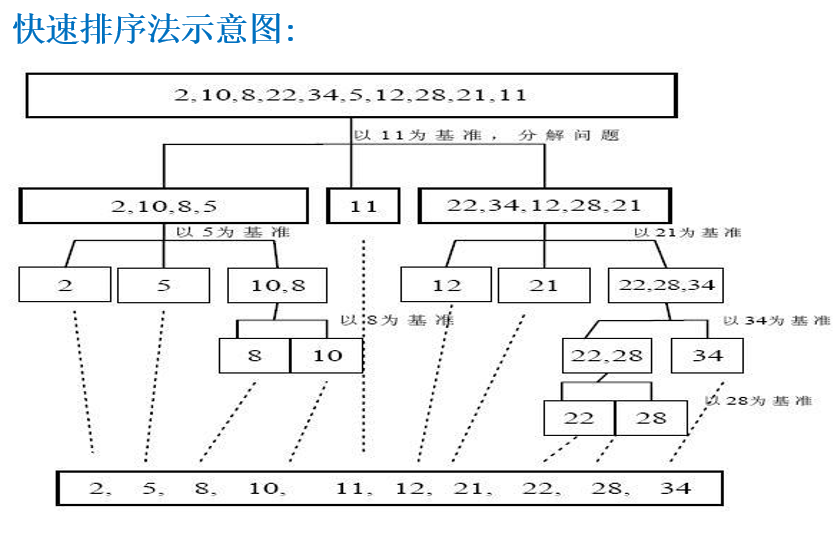 快速排序法示意图:
2,10,8,22,34,5,12,28,21,11
以11为基准，分解问题
2,10,8,5
11
22,34,12,28,21
以5为基准
以21为基准
2
5
10,8
12
21
22,28,34
以8为基准
以34为基准
8
10
22,28
34
以28为基准
22
28
2, 5, 8, 10, 11, 12, 21, 22, 28, 34